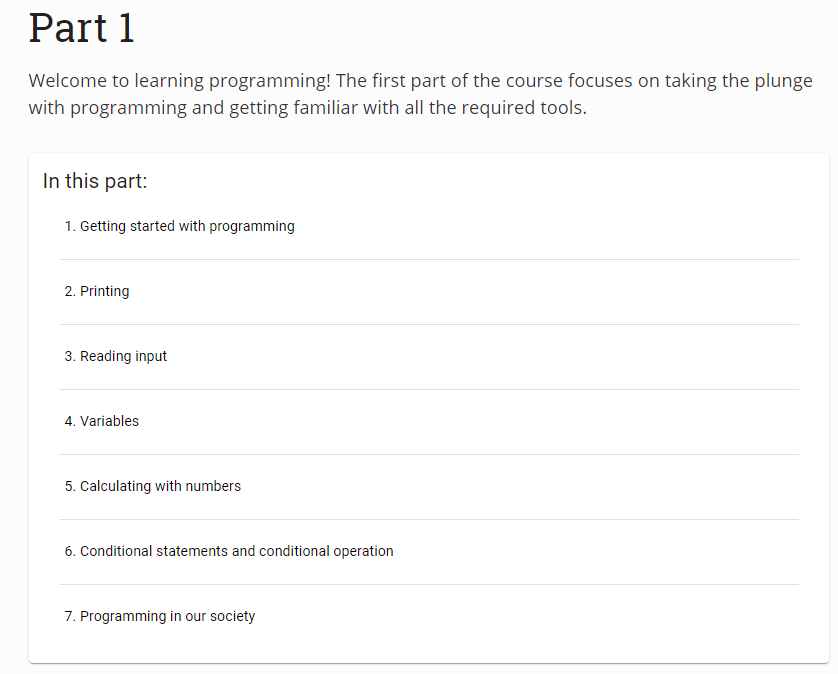 Part 1
Welcome to learning programming! The first part of the course focuses on taking the plunge
with programming and getting familiar with all the required tools.
In this part:
1. Getting started with programming
2. Printing
3. Reading input
4. Variables
5. Calculating with numbers
6. Conditional statements and conditional operation
7. Programming in our society